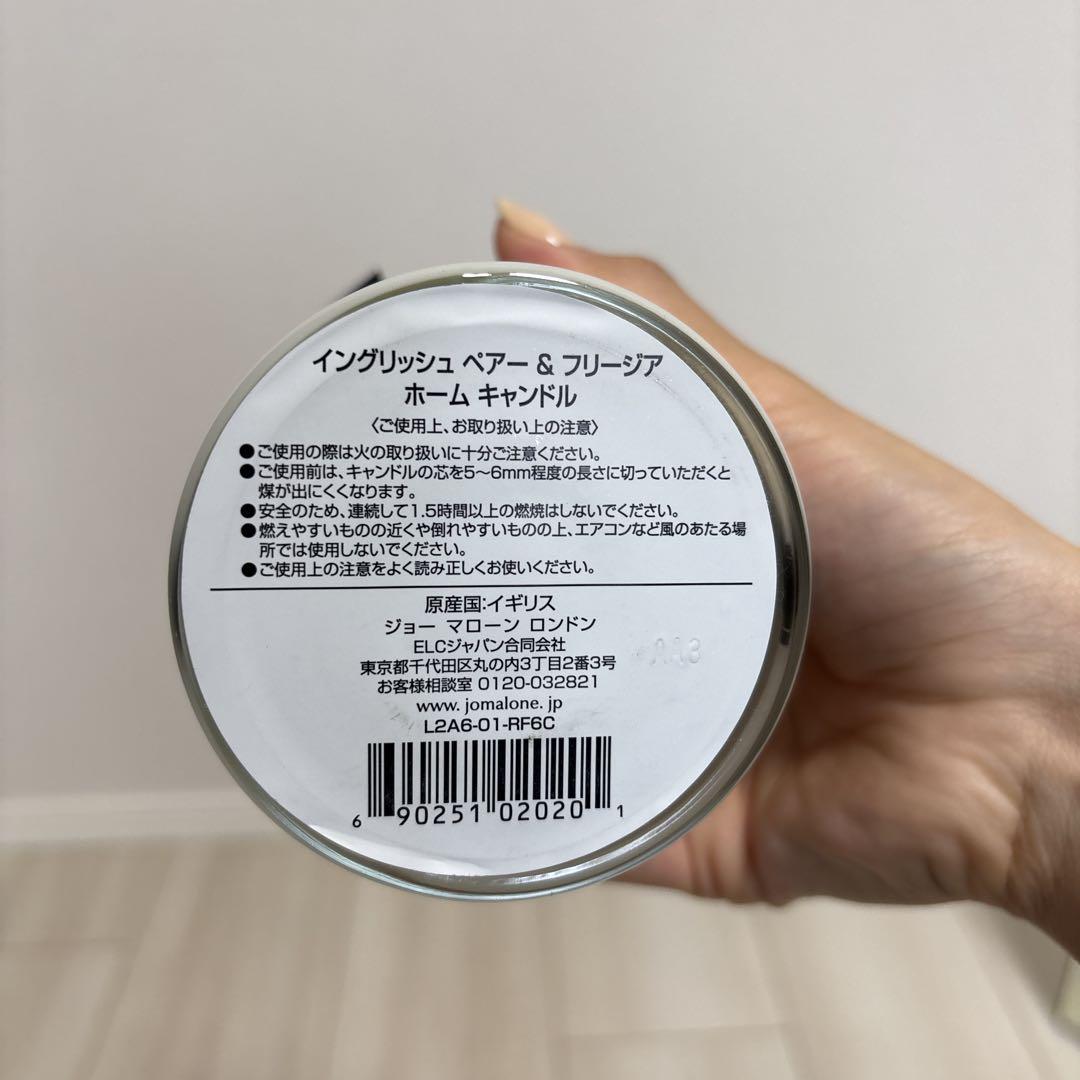 イングリッシュ ペアー & フリージア
ホーム キャンドル
〈ご使用上、お取り扱い上の注意〉
●ご使用の際は火の取り扱いに十分ご注意ください。
●ご使用前は、キャンドルの芯を5〜6mm程度の長さに切っていただくと
煤が出にくくなります。
●安全のため、連続して1.5時間以上の燃焼はしないでください。
●燃えやすいものの近くや倒れやすいものの上、エアコンなど風のあたる場
所では使用しないでください。
●ご使用上の注意をよく読み正しくお使いください。
原産国:イギリス
ジョー マローン ロンドン
ELCジャパン合同会社
東京都千代田区丸の内3丁目2番3号
お客様相談室 0120-032821
www. jomalone. jp
L2A6-01-RF6C
6 90251 02020 1